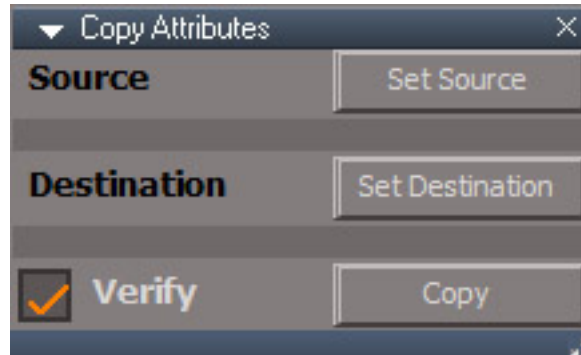 Copy Attributes
Source Set Source
Destination Set Destination
Verify Copy